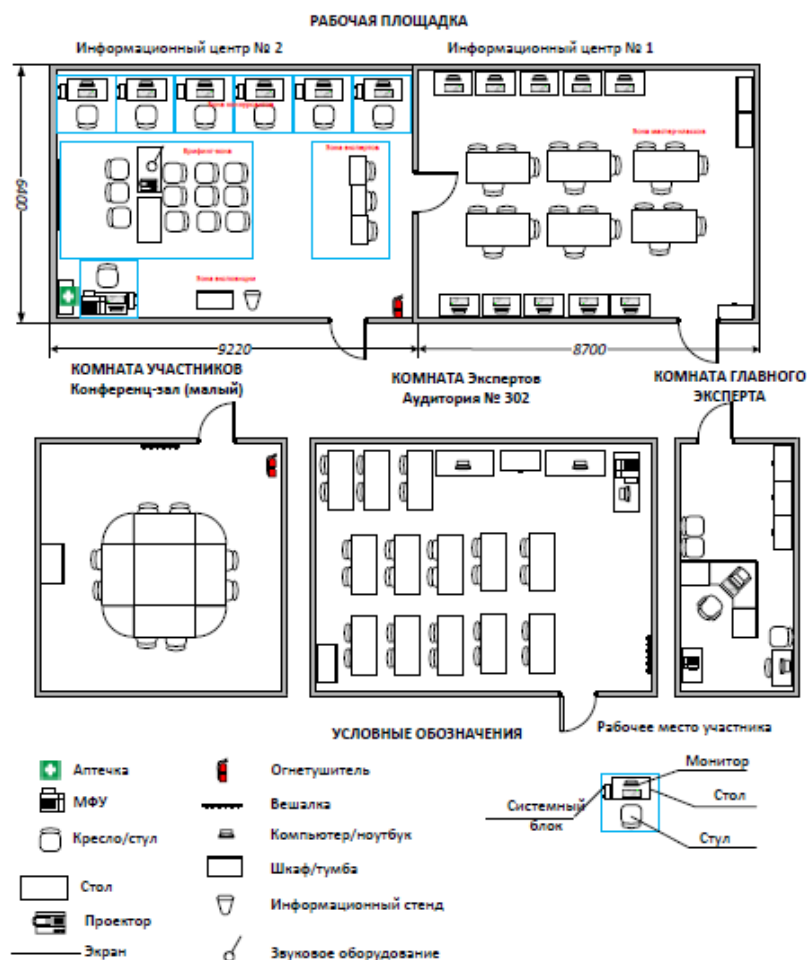 РАБОЧАЯ ПЛОЩАДКА
Информационный центр № 2
Информационный центр № 1
Зона конкурсантов
Брифинг-зона
Зона экспертов
Зона мастер-классов
Зона экспозиции
6400
9220
8700
КОМНАТА УЧАСТНИКОВ
Конференц-зал (малый)
КОМНАТА Экспертов
Аудитория № 302
КОМНАТА ГЛАВНОГО
ЭКСПЕРТА
УСЛОВНЫЕ ОБОЗНАЧЕНИЯ
Рабочее место участника
Аптечка
МФУ
Кресло/стул
Стол
Проектор
Экран
Огнетушитель
Вешалка
Компьютер/ноутбук
Шкаф/тумба
Информационный стенд
Звуковое оборудование
Монитор
Стол
Системный
блок
Стул